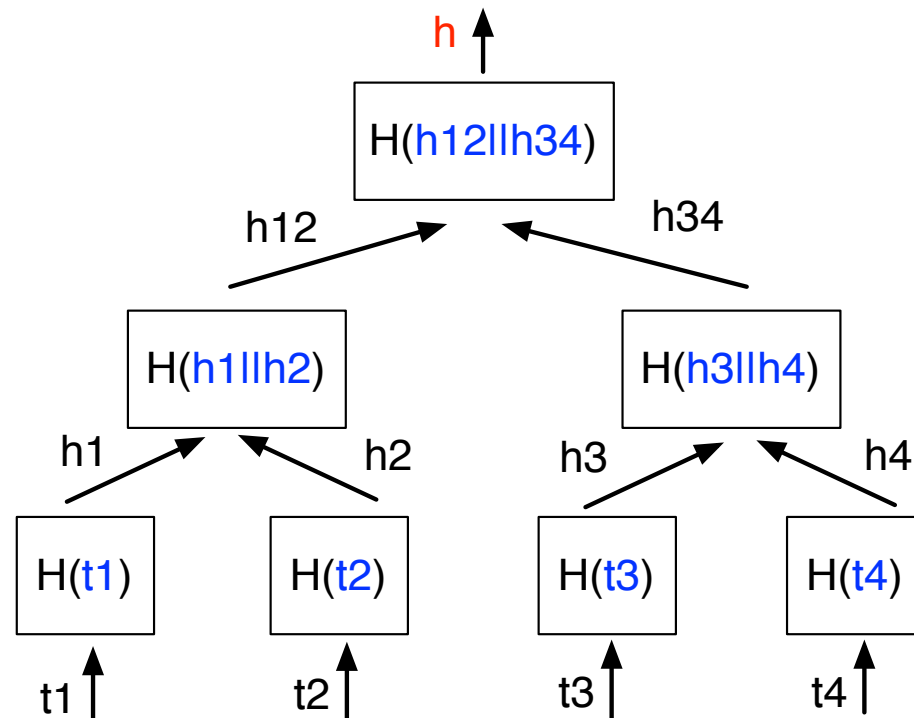 h
H(h12||h34)
h12
h34
H(h1||h2)
H(h3||h4)
h1
h2
h3
h4
H(t1)
H(t2)
H(t3)
H(t4)
t1
t2
t3
t4